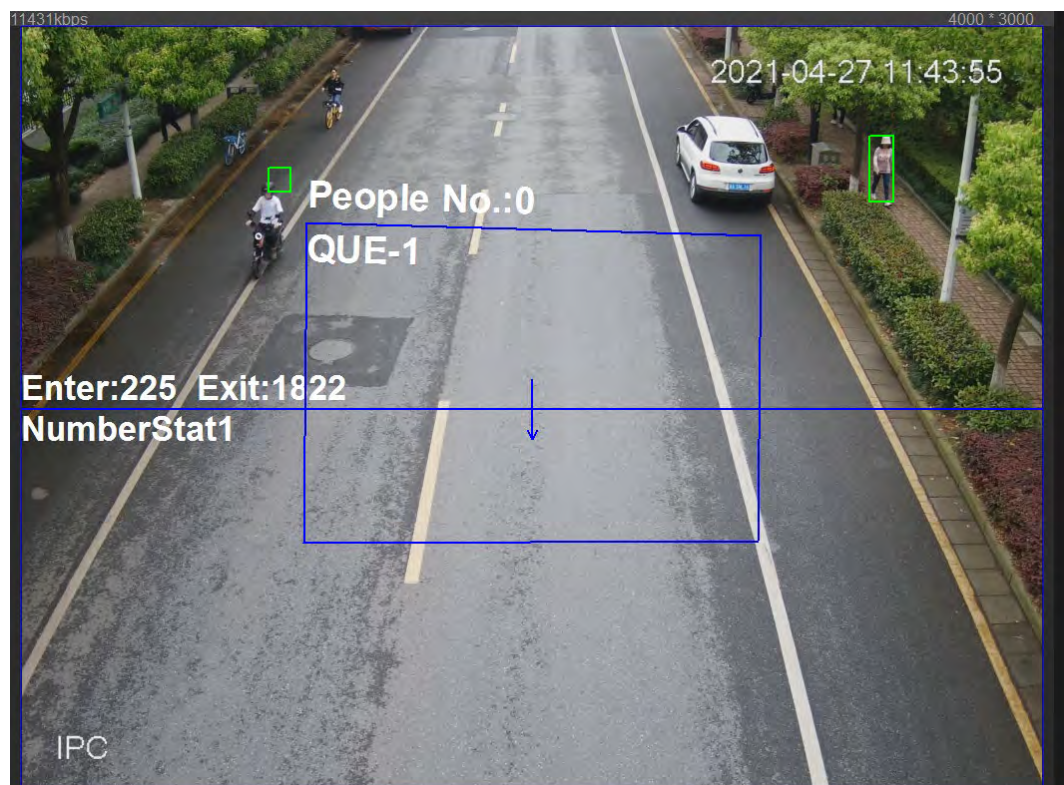 11431kbps
4000 * 3000
2021-04-27 11:43:55
People No.:0
QUE-1
Enter:225 Exit:1822
NumberStat1
IPC